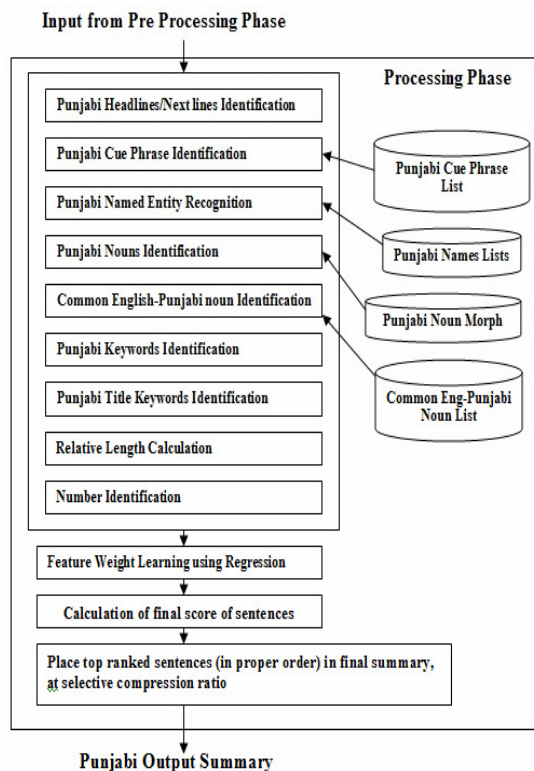 Input from Pre Processing Phase
Processing Phase
Punjabi Headlines/Next lines Identification
Punjabi Cue Phrase Identification
Punjabi Cue Phrase
List
Punjabi Named Entity Recognition
Punjabi Names Lists
Punjabi Nouns Identification
Punjabi Noun Morph
Common English-Punjabi noun Identification
Common Eng-Punjabi
Noun List
Punjabi Keywords Identification
Punjabi Title Keywords Identification
Relative Length Calculation
Number Identification
Feature Weight Learning using Regression
Calculation of final score of sentences
Place top ranked sentences (in proper order) in final summary,
at selective compression ratio
Punjabi Output Summary